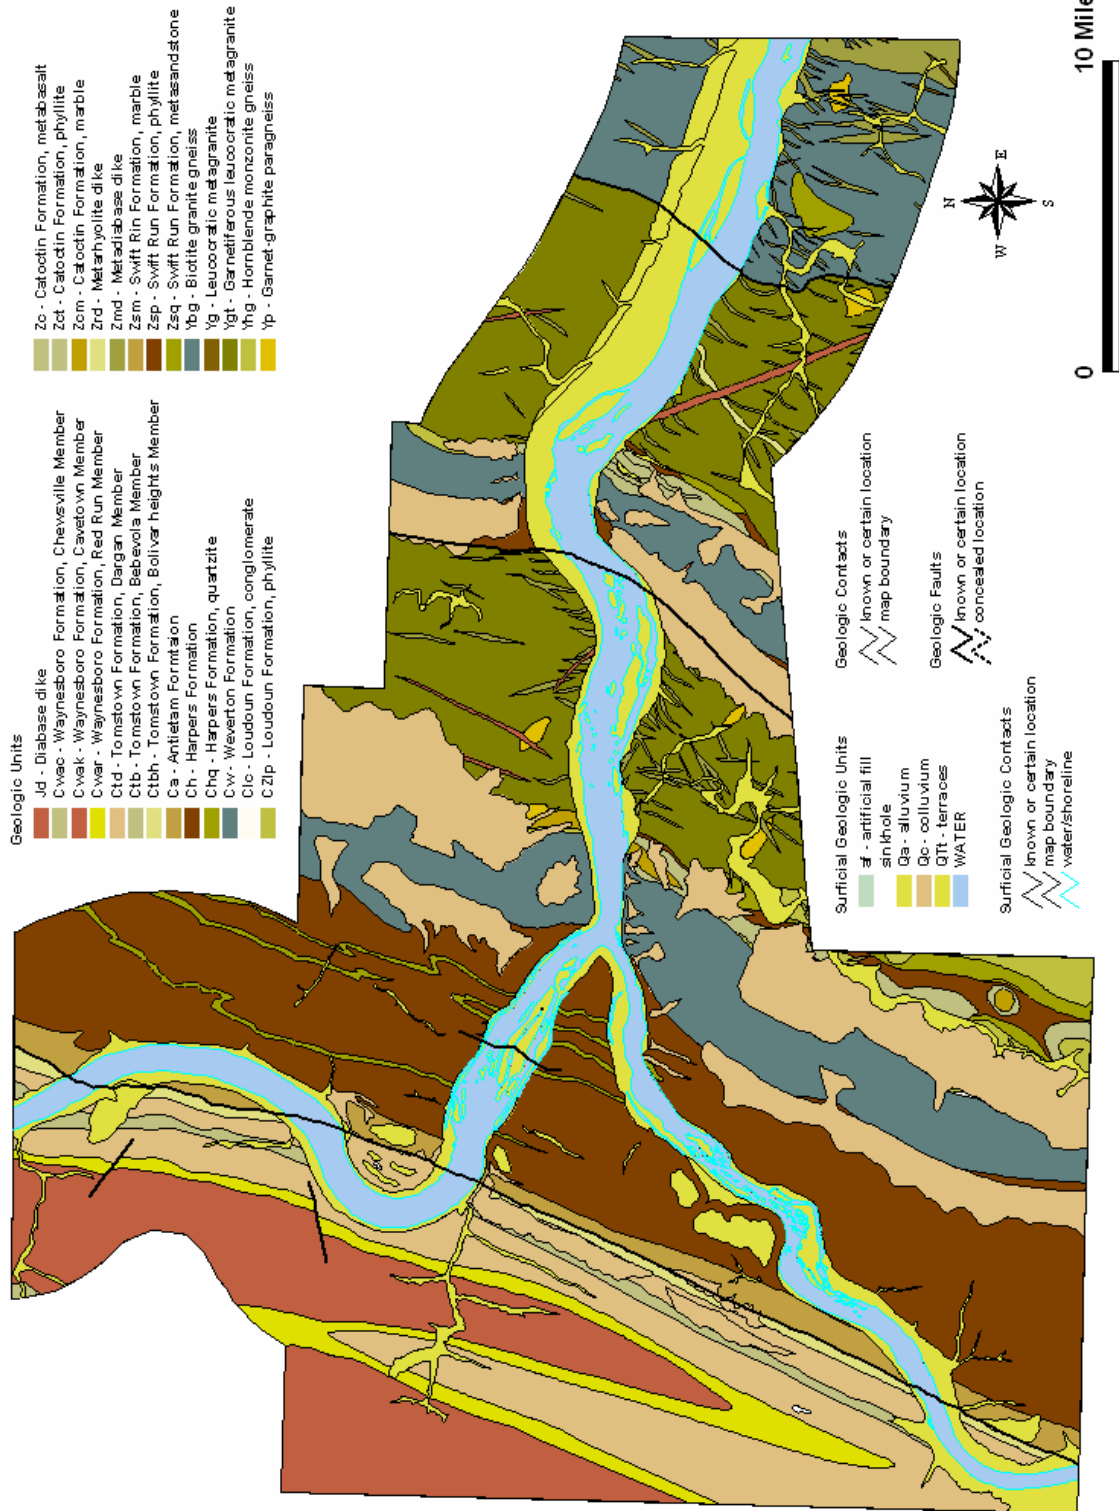 Geologic Units
Jd - Diabase dike
Cwac - Waynesboro Formation, Chewsville Member
Cwak - Waynesboro Formation, Cavetown Member
Cwar - Waynesboro Formation, Red Run Member
Ctd - Tomstown Formation, Dargan Member
Ctb - Tomstown Formation, Bebevola Member
Ctbh - Tomstown Formation, Bolivar heights Member
Ca - Antietam Formtaion
Ch - Harpers Formation
Chq - Harpers Formation, quartzite
Cw - Weverton Formation
Clc - Loudoun Formation, conglomerate
CZlp - Loudoun Formation, phyllite
Zc - Catoctin Formation, metabasalt
Zct - Catoctin Formation, phyllite
Zcm - Catoctin Formation, marble
Zrd - Metarhyolite dike
Zmd - Metadiabase dike
Zsm - Swift Rin Formation, marble
Zsp - Swift Run Formation, phyllite
Zsq - Swift Run Formation, metasandstone
Ybg - Biotite granite gneiss
Yg - Leucocratic metagranite
Ygt - Garnetiferous leucocratic metagranite
Yhg - Hornblende monzonite gneiss
Yp - Garnet-graphite paragneiss
Surficial Geologic Units
af - artificial fill
sinkhole
Qa - alluvium
Qc - colluvium
QTt - terraces
WATER
Surficial Geologic Contacts
known or certain location
map boundary
water/shoreline
Geologic Contacts
known or certain location
map boundary
Geologic Faults
known or certain location
concealed location
N
W
E
S
0
10 Mile